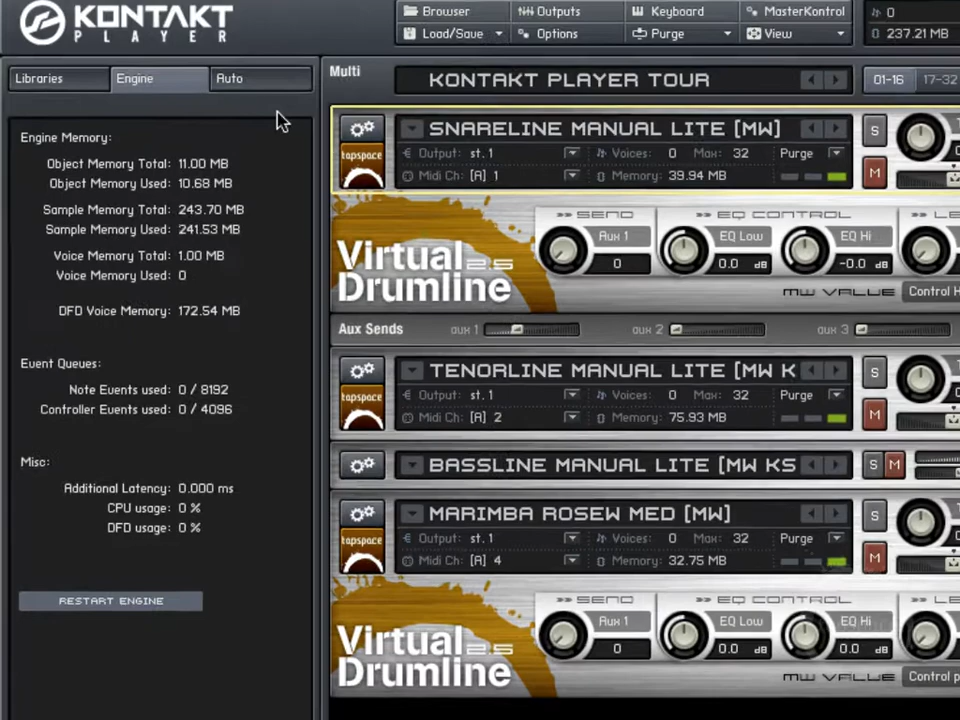 KONTAKT
PLAYER
Browser
Outputs
Keyboard
MasterKontrol
0
Load/Save
Options
Purge
View
237.21 MB
Libraries
Engine
Auto
Multi
KONTAKT PLAYER TOUR
01-16
17-32
Engine Memory:
Object Memory Total: 11.00 MB
Object Memory Used: 10.68 MB
Sample Memory Total: 243.70 MB
Sample Memory Used: 241.53 MB
Voice Memory Total: 1.00 MB
Voice Memory Used: 0
DFD Voice Memory: 172.54 MB
Event Queues:
Note Events used: 0 / 8192
Controller Events used: 0 / 4096
Misc:
Additional Latency: 0.000 ms
CPU usage: 0 %
DFD usage: 0 %
RESTART ENGINE
SNARELINE MANUAL LITE [MW]
S
tapspace
Output: st.1
Voices: 0 Max: 32
Purge
Midi Ch: [A] 1
Memory: 39.94 MB
M
>> SEND
>> EQ CONTROL
Virtual 2.5
Drumline
Aux 1
EQ Low
EQ Hi
0
0.0 dB
-0.0 dB
MW VALUE
Aux Sends
aux 1
aux 2
aux 3
TENORLINE MANUAL LITE [MW K
S
tapspace
Output: st.1
Voices: 0 Max: 32
Purge
Midi Ch: [A] 2
Memory: 75.93 MB
M
BASSLINE MANUAL LITE [MW KS
S
M
MARIMBA ROSEW MED [MW]
S
tapspace
Output: st.1
Voices: 0 Max: 32
Purge
Midi Ch: [A] 4
Memory: 32.75 MB
M
>> SEND
>> EQ CONTROL
Virtual 2.5
Drumline
Aux 1
EQ Low
EQ Hi
0
0.0 dB
0.0 dB
MW VALUE